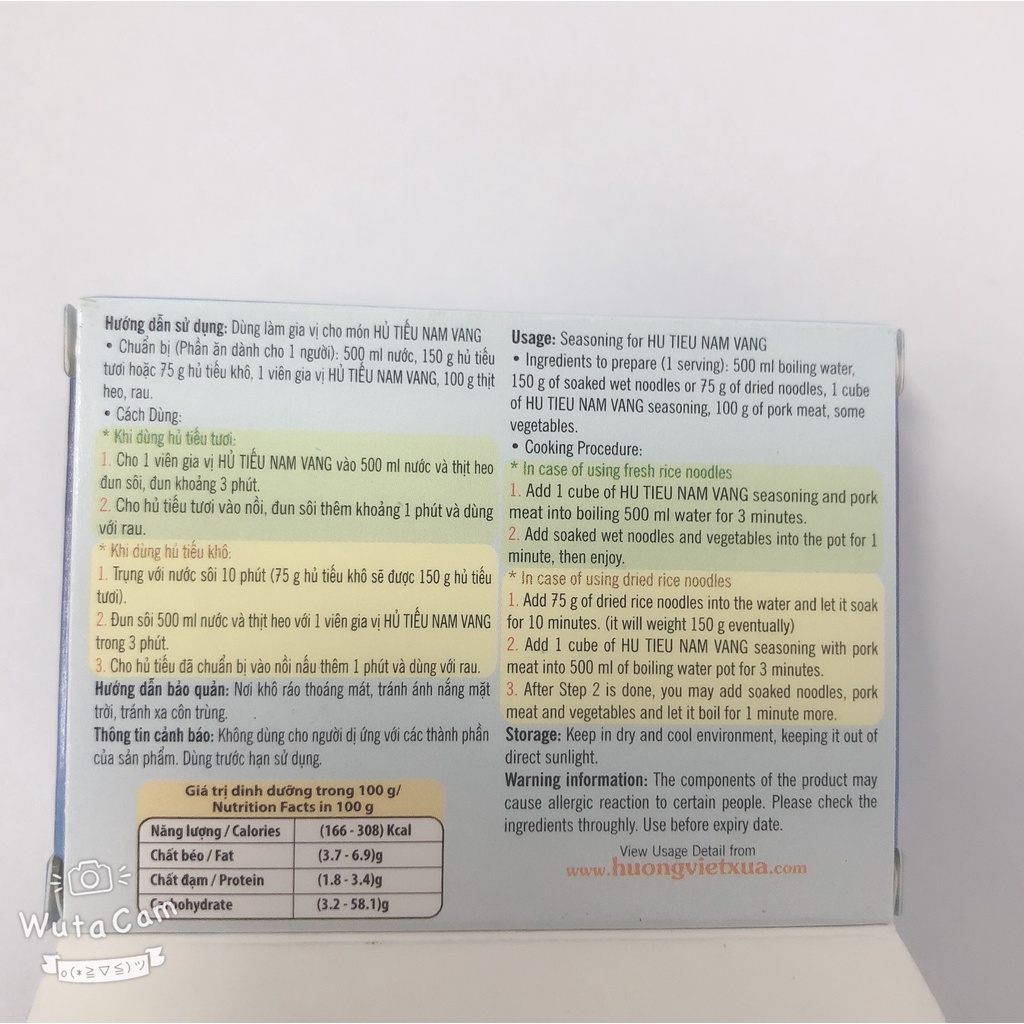 Hướng dẫn sử dụng: Dùng làm gia vị cho món HỦ TIẾU NAM VANG
• Chuẩn bị (Phần ăn dành cho 1 người): 500 ml nước, 150 g hủ tiếu
tươi hoặc 75 g hủ tiếu khô, 1 viên gia vị HỦ TIẾU NAM VANG, 100 g thịt
heo, rau.
• Cách Dùng:
* Khi dùng hủ tiếu tươi:
1. Cho 1 viên gia vị HỦ TIẾU NAM VANG vào 500 ml nước và thịt heo
đun sôi, đun khoảng 3 phút.
2. Cho hủ tiếu tươi vào nồi, đun sôi thêm khoảng 1 phút và dùng
với rau.
* Khi dùng hủ tiếu khô:
1. Trụng với nước sôi 10 phút (75 g hủ tiếu khô sẽ được 150 g hủ tiếu
tươi).
2. Đun sôi 500 ml nước và thịt heo với 1 viên gia vị HỦ TIẾU NAM VANG
trong 3 phút.
3. Cho hủ tiếu đã chuẩn bị vào nồi nấu thêm 1 phút và dùng với rau.
Hướng dẫn bảo quản: Nơi khô ráo thoáng mát, tránh ánh nắng mặt
trời, tránh xa côn trùng.
Thông tin cảnh báo: Không dùng cho người dị ứng với các thành phần
của sản phẩm. Dùng trước hạn sử dụng.
Giá trị dinh dưỡng trong 100 g/
Nutrition Facts in 100 g
Năng lượng / Calories (166 - 308) Kcal
Chất béo / Fat (3.7 - 6.9)g
Chất đạm / Protein (1.8 - 3.4)g
Carbohydrate (3.2 - 58.1)g
Usage: Seasoning for HU TIEU NAM VANG
• Ingredients to prepare (1 serving): 500 ml boiling water,
150 g of soaked wet noodles or 75 g of dried noodles, 1 cube
of HU TIEU NAM VANG seasoning, 100 g of pork meat, some
vegetables.
• Cooking Procedure:
* In case of using fresh rice noodles
1. Add 1 cube of HU TIEU NAM VANG seasoning and pork
meat into boiling 500 ml water for 3 minutes.
2. Add soaked wet noodles and vegetables into the pot for 1
minute, then enjoy.
* In case of using dried rice noodles
1. Add 75 g of dried rice noodles into the water and let it soak
for 10 minutes. (it will weight 150 g eventually)
2. Add 1 cube of HU TIEU NAM VANG seasoning with pork
meat into 500 ml of boiling water pot for 3 minutes.
3. After Step 2 is done, you may add soaked noodles, pork
meat and vegetables and let it boil for 1 minute more.
Storage: Keep in dry and cool environment, keeping it out of
direct sunlight.
Warning information: The components of the product may
cause allergic reaction to certain people. Please check the
ingredients throughly. Use before expiry date.
View Usage Detail from
www.huongvietxua.com
WutaCam
o(*≧▽≦)ツ